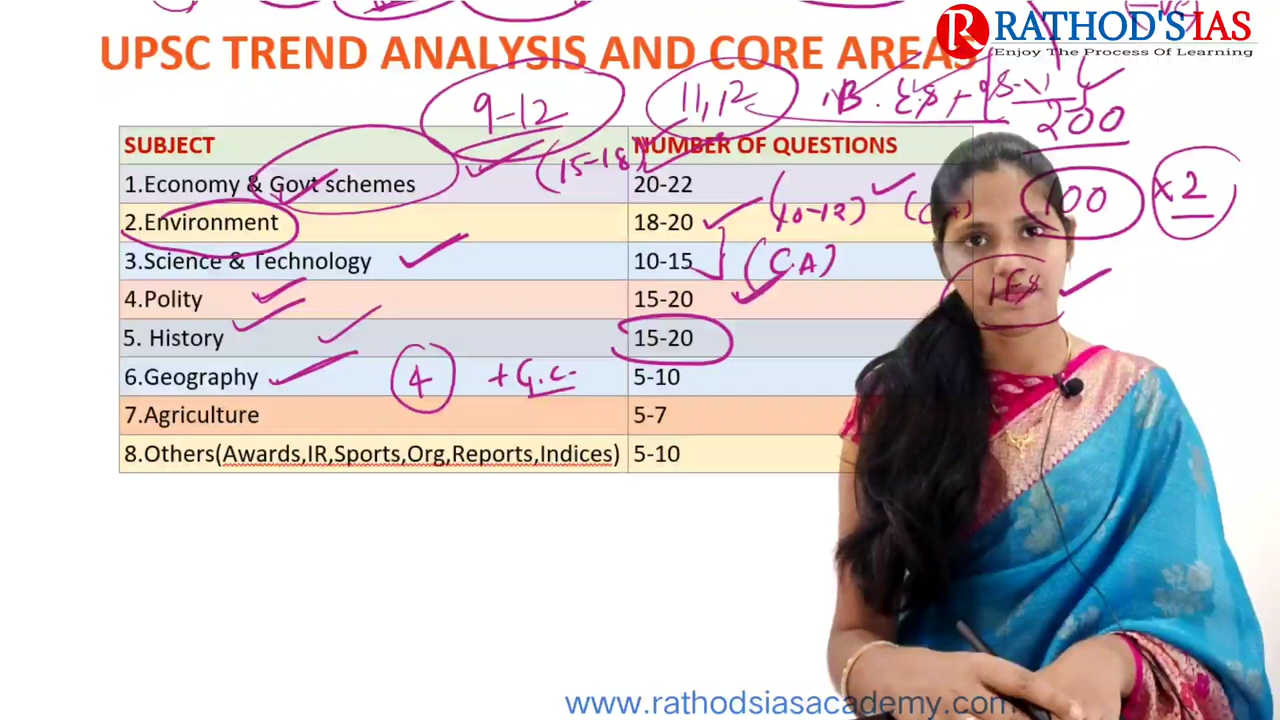 RATHOD'S IAS
Enjoy The Process Of Learning
UPSC TREND ANALYSIS AND CORE AREAS
9-12
11,12
200
SUBJECT
NUMBER OF QUESTIONS
(15-18)
1.Economy & Govt schemes
20-22
100
×2
2.Environment
18-20
(10-12)
3.Science & Technology
10-15
(C.A)
4.Polity
15-20
5. History
15-20
6.Geography
4
+G.C.
5-10
7.Agriculture
5-7
8.Others(Awards,IR,Sports,Org,Reports,Indices)
5-10
www.rathodsiasacademy.com